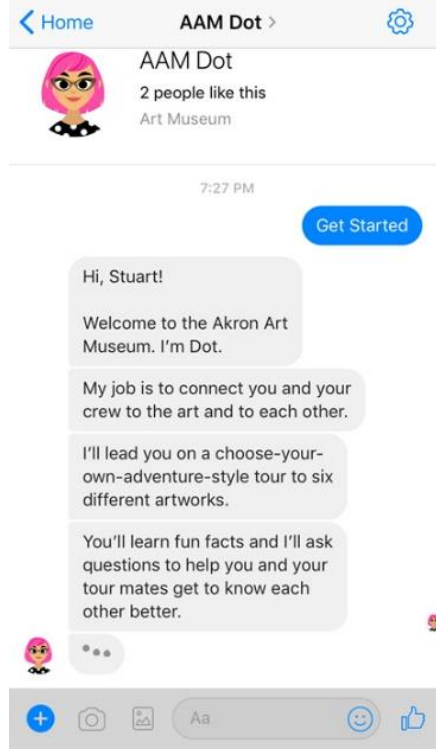 Home
AAM Dot >
AAM Dot
2 people like this
Art Museum
7:27 PM
Get Started
Hi, Stuart!
Welcome to the Akron Art
Museum. I'm Dot.
My job is to connect you and your
crew to the art and to each other.
I'll lead you on a choose-your-
own-adventure-style tour to six
different artworks.
You'll learn fun facts and I'll ask
questions to help you and your
tour mates get to know each
other better.
Aa